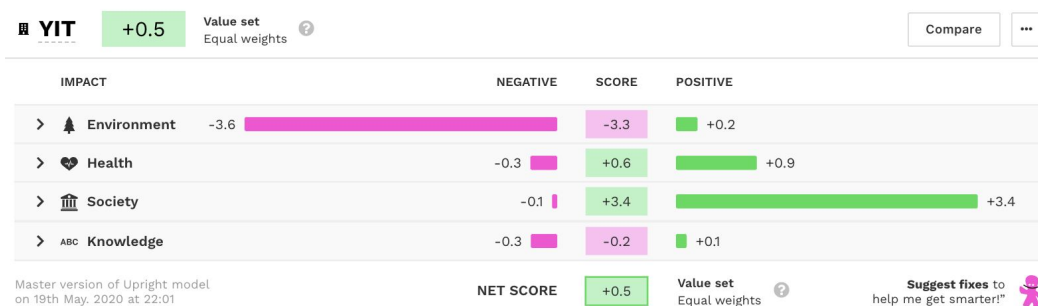 YIT
+0.5
Value set
Equal weights
?
Compare
...
IMPACT NEGATIVE SCORE POSITIVE
Environment -3.6 -3.3 +0.2
Health -0.3 +0.6 +0.9
Society -0.1 +3.4 +3.4
ABC Knowledge -0.3 -0.2 +0.1
Master version of Upright model
on 19th May. 2020 at 22:01
NET SCORE +0.5
Value set
Equal weights
?
Suggest fixes to
help me get smarter!"